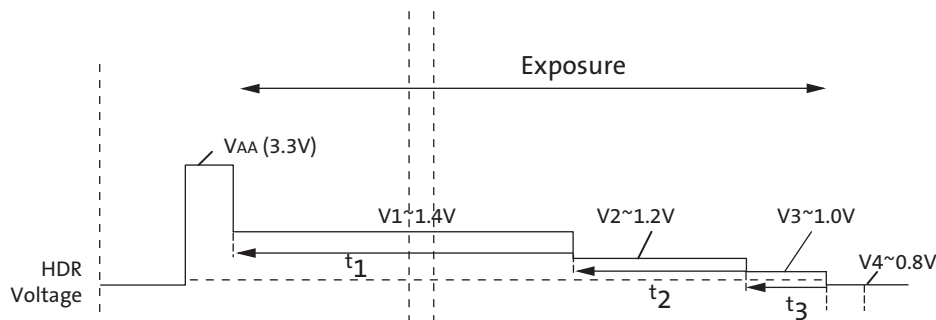 Exposure
VAA (3.3V)
V1~1.4V
V2~1.2V
V3~1.0V
HDR
Voltage
V4~0.8V
t1
t2
t3